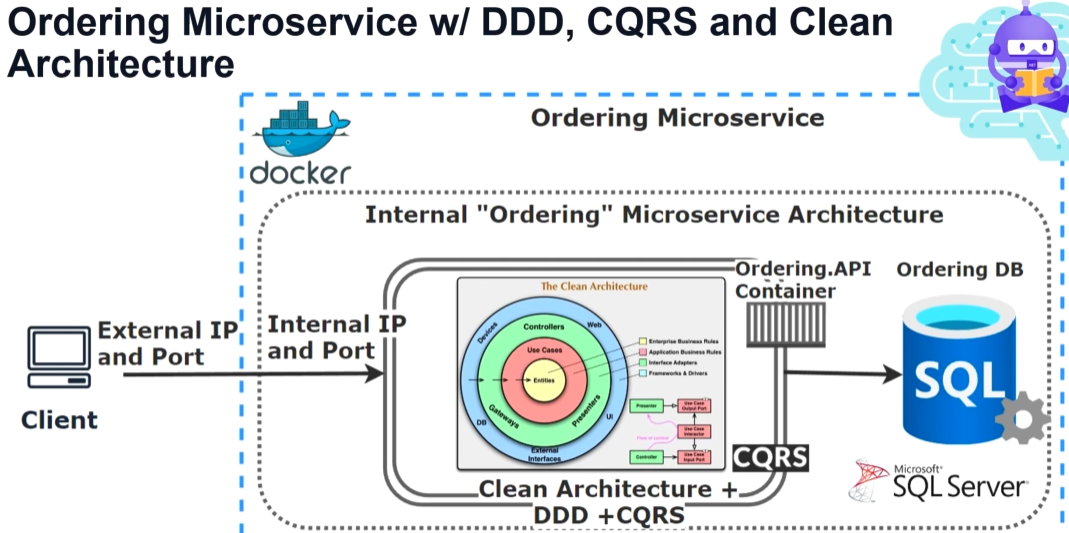 Ordering Microservice w/ DDD, CQRS and Clean
Architecture
docker
Ordering Microservice
Internal "Ordering" Microservice Architecture
Ordering.API
Container
Ordering DB
External IP
and Port
Internal IP
and Port
Client
The Clean Architecture
Devices
Controllers
Web
Use Cases
Entities
Gateways
Presenters
DB
UI
External
Interfaces
Enterprise Business Rules
Application Business Rules
Interface Adapters
Frameworks & Drivers
Presenter
Use Case
Output Port
Flow of control
Use Case
Interactor
Controller
Use Case
Input Port
CQRS
SQL
Microsoft®
SQL Server
Clean Architecture +
DDD +CQRS